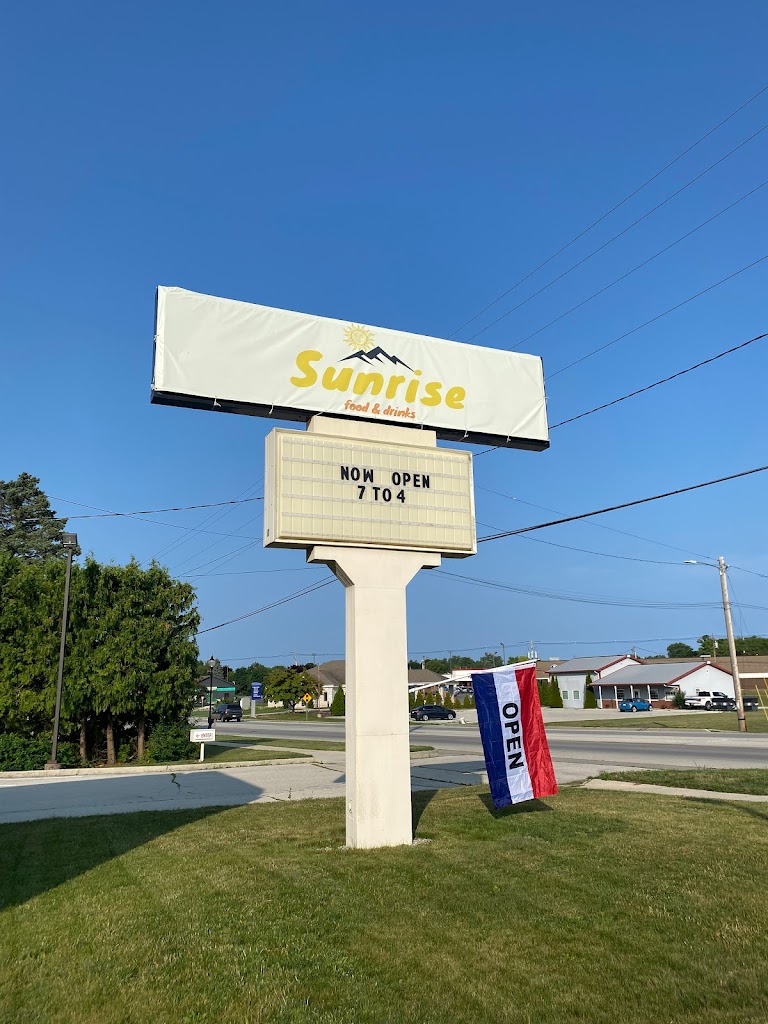 Sunrise
food & drinks
NOW OPEN
7 TO 4
OPEN